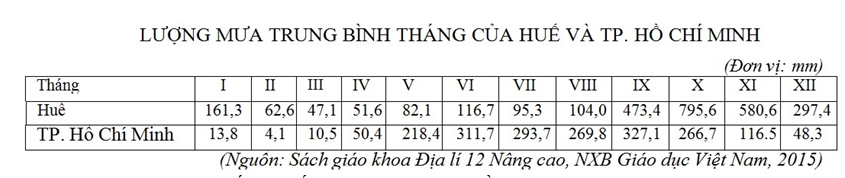 LƯỢNG MƯA TRUNG BÌNH THÁNG CỦA HUẾ VÀ TP. HỒ CHÍ MINH
(Đơn vị: mm)
Tháng I II III IV V VI VII VIII IX X XI XII
Huê 161,3 62,6 47,1 51,6 82,1 116,7 95,3 104,0 473,4 795,6 580,6 297,4
TP. Hô Chí Minh 13,8 4,1 10,5 50,4 218,4 311,7 293,7 269,8 327,1 266,7 116.5 48,3
(Nguôn: Sách giáo khoa Địa lí 12 Nâng cao, NXB Giáo dục Việt Nam, 2015)